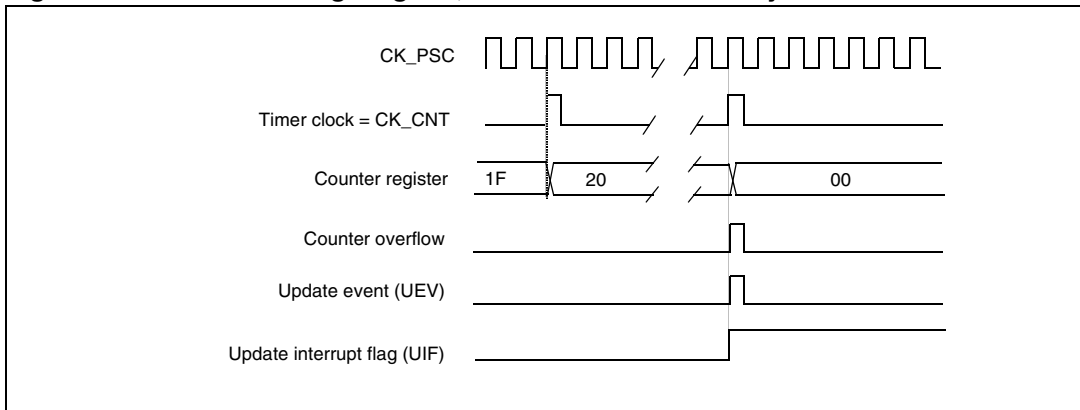 CK_PSC
Timer clock = CK_CNT
Counter register 1F 20 00
Counter overflow
Update event (UEV)
Update interrupt flag (UIF)